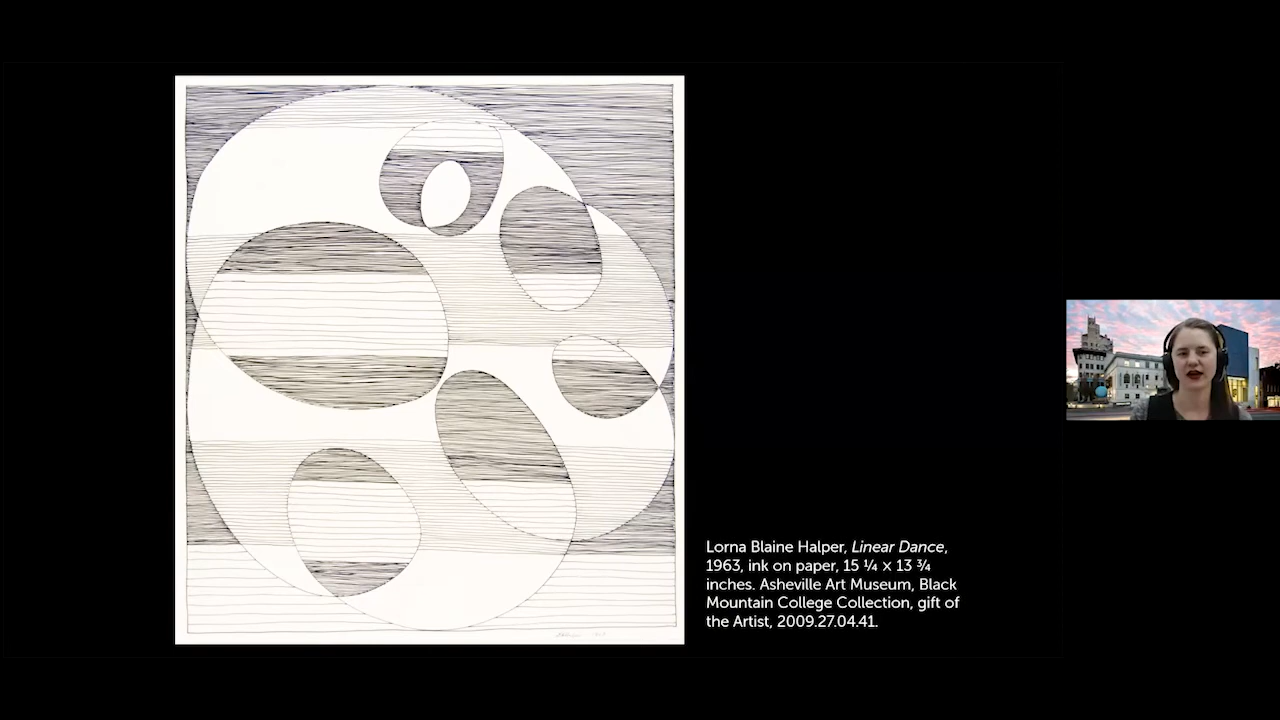 Lorna Blaine Halper, Linear Dance,
1963, ink on paper, 15 ¼ × 13 ¾
inches. Asheville Art Museum, Black
Mountain College Collection, gift of
the Artist, 2009.27.04.41.